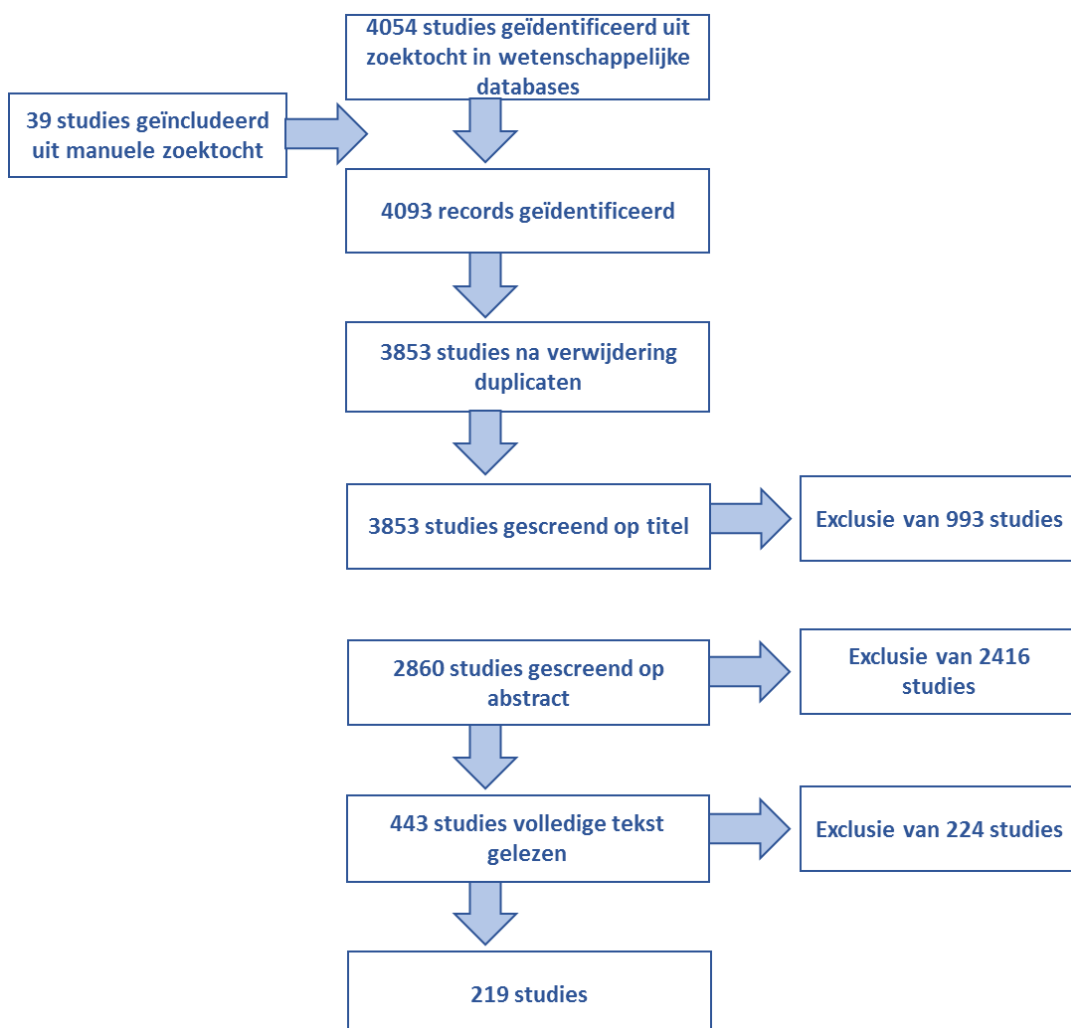 4054 studies geïdentificeerd uit
zoektocht in wetenschappelijke
databases
39 studies geïncludeerd
uit manuele zoektocht
4093 records geïdentificeerd
3853 studies na verwijdering
duplicaten
3853 studies gescreend op titel
Exclusie van 993 studies
2860 studies gescreend op
abstract
Exclusie van 2416
studies
443 studies volledige tekst
gelezen
Exclusie van 224 studies
219 studies